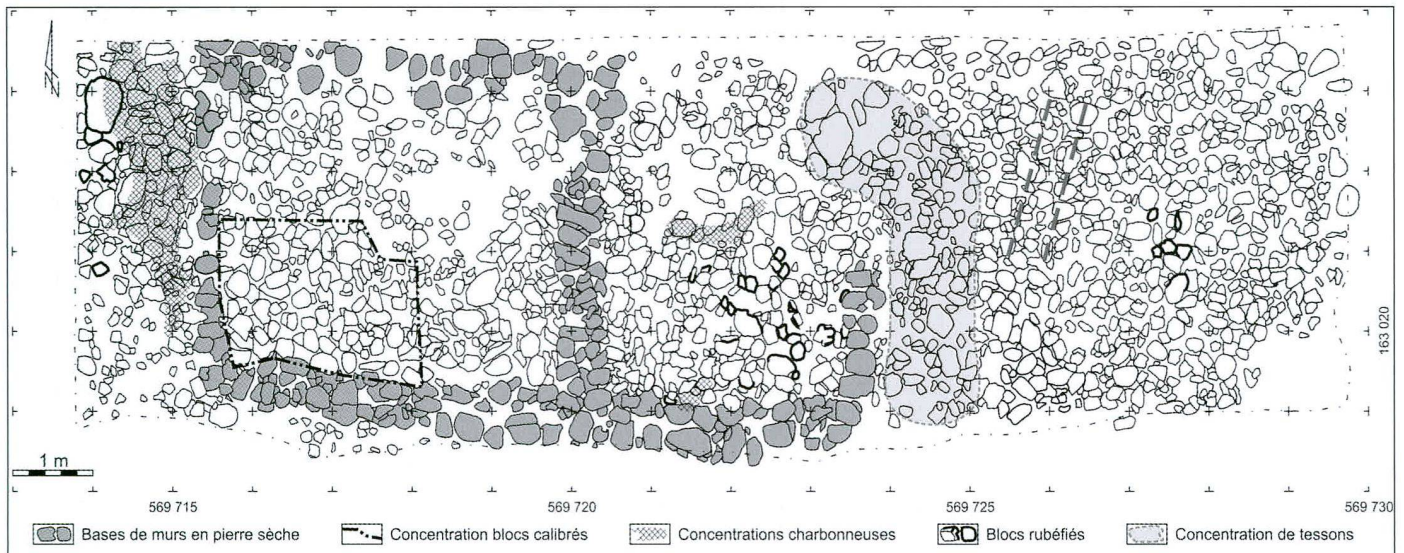 163 020
1 m
569 715
569 720
569 725
569 730
Bases de murs en pierre sèche
Concentration blocs calibrés
Concentrations charbonneuses
Blocs rubéfiés
Concentration de tessons